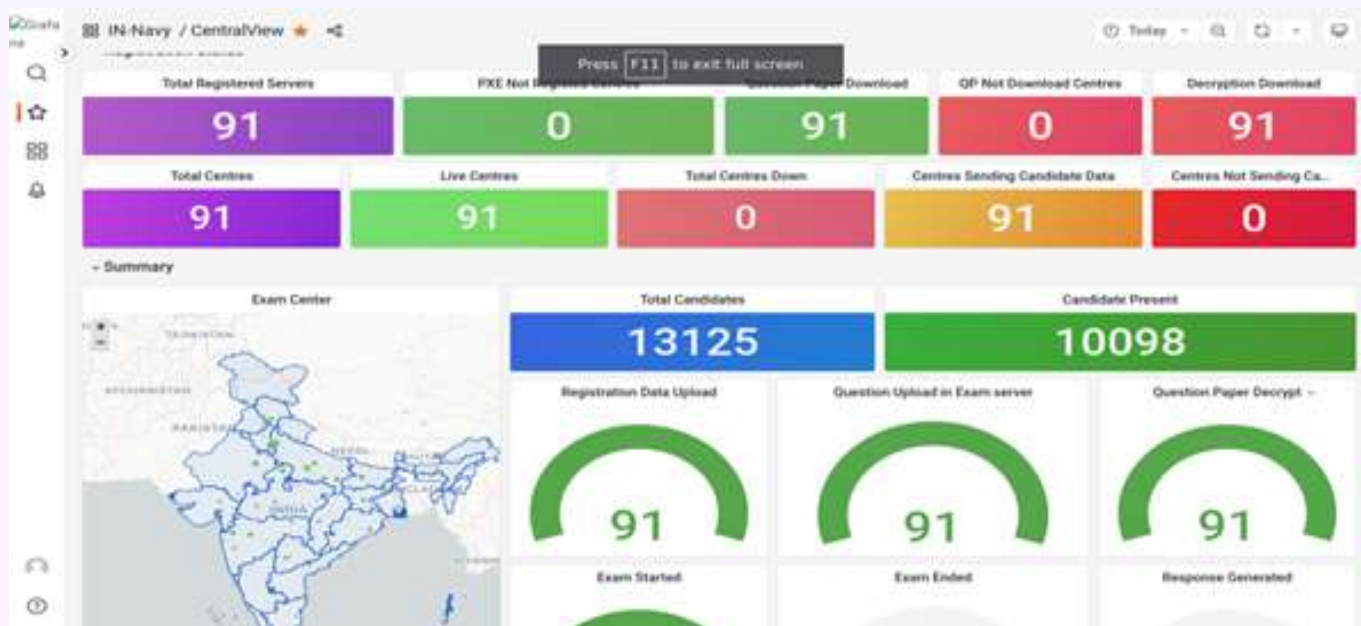 Grafana
IN-Navy / CentralView
Today
Press F11 to exit full screen
Total Registered Servers
PXE Not
Download
QP Not Download Centres
Decryption Download
91
0
91
0
91
Total Centres
Live Centres
Total Centres Down
Centres Sending Candidate Data
Centres Not Sending Ca...
91
91
0
91
0
Summary
Exam Center
Total Candidates
Candidate Present
13125
10098
+
-
TAJIKISTAN
AFGHANISTAN
PAKISTAN
NEPAL
INDIA
Registration Data Upload
Question Upload in Exam server
Question Paper Decrypt
91
91
91
Exam Started
Exam Ended
Response Generated